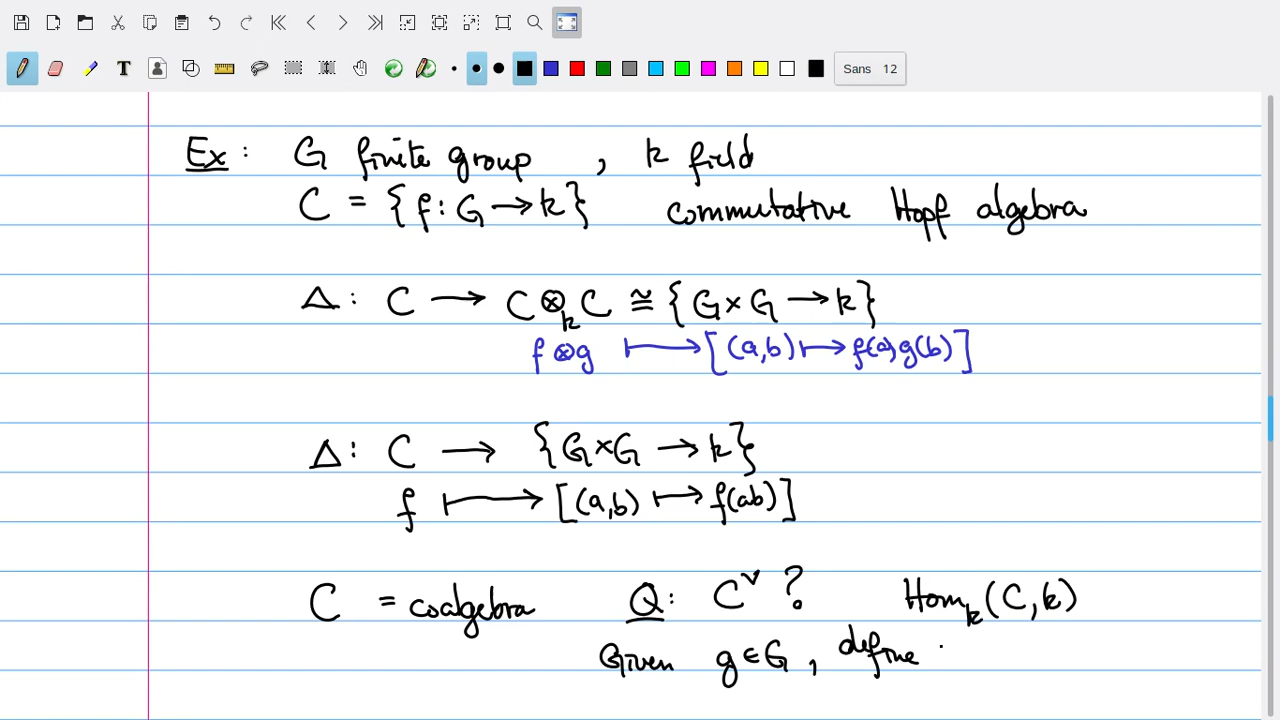 Sans 12
Ex: G finite group, k field
C = {f: G → k} commutative Hopf algebra
Δ: C → C ⊗ₖ C ≅ {G×G → k}
f⊗g ⟼ [(a,b) ⟼ f(a)g(b)]
Δ: C → {G×G → k}
f ⟼ [(a,b) ⟼ f(ab)]
C = coalgebra Q: C^∨ ? Homₖ(C,k)
Given g∈G, define